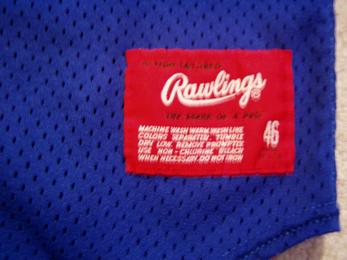 Rawlings®
THE MARK OF A PRO
46
MACHINE WASH WARM. WASH LIKE
COLORS SEPARATELY. TUMBLE
DRY LOW. REMOVE PROMPTLY.
USE NON-CHLORINE BLEACH
WHEN NECESSARY. DO NOT IRON